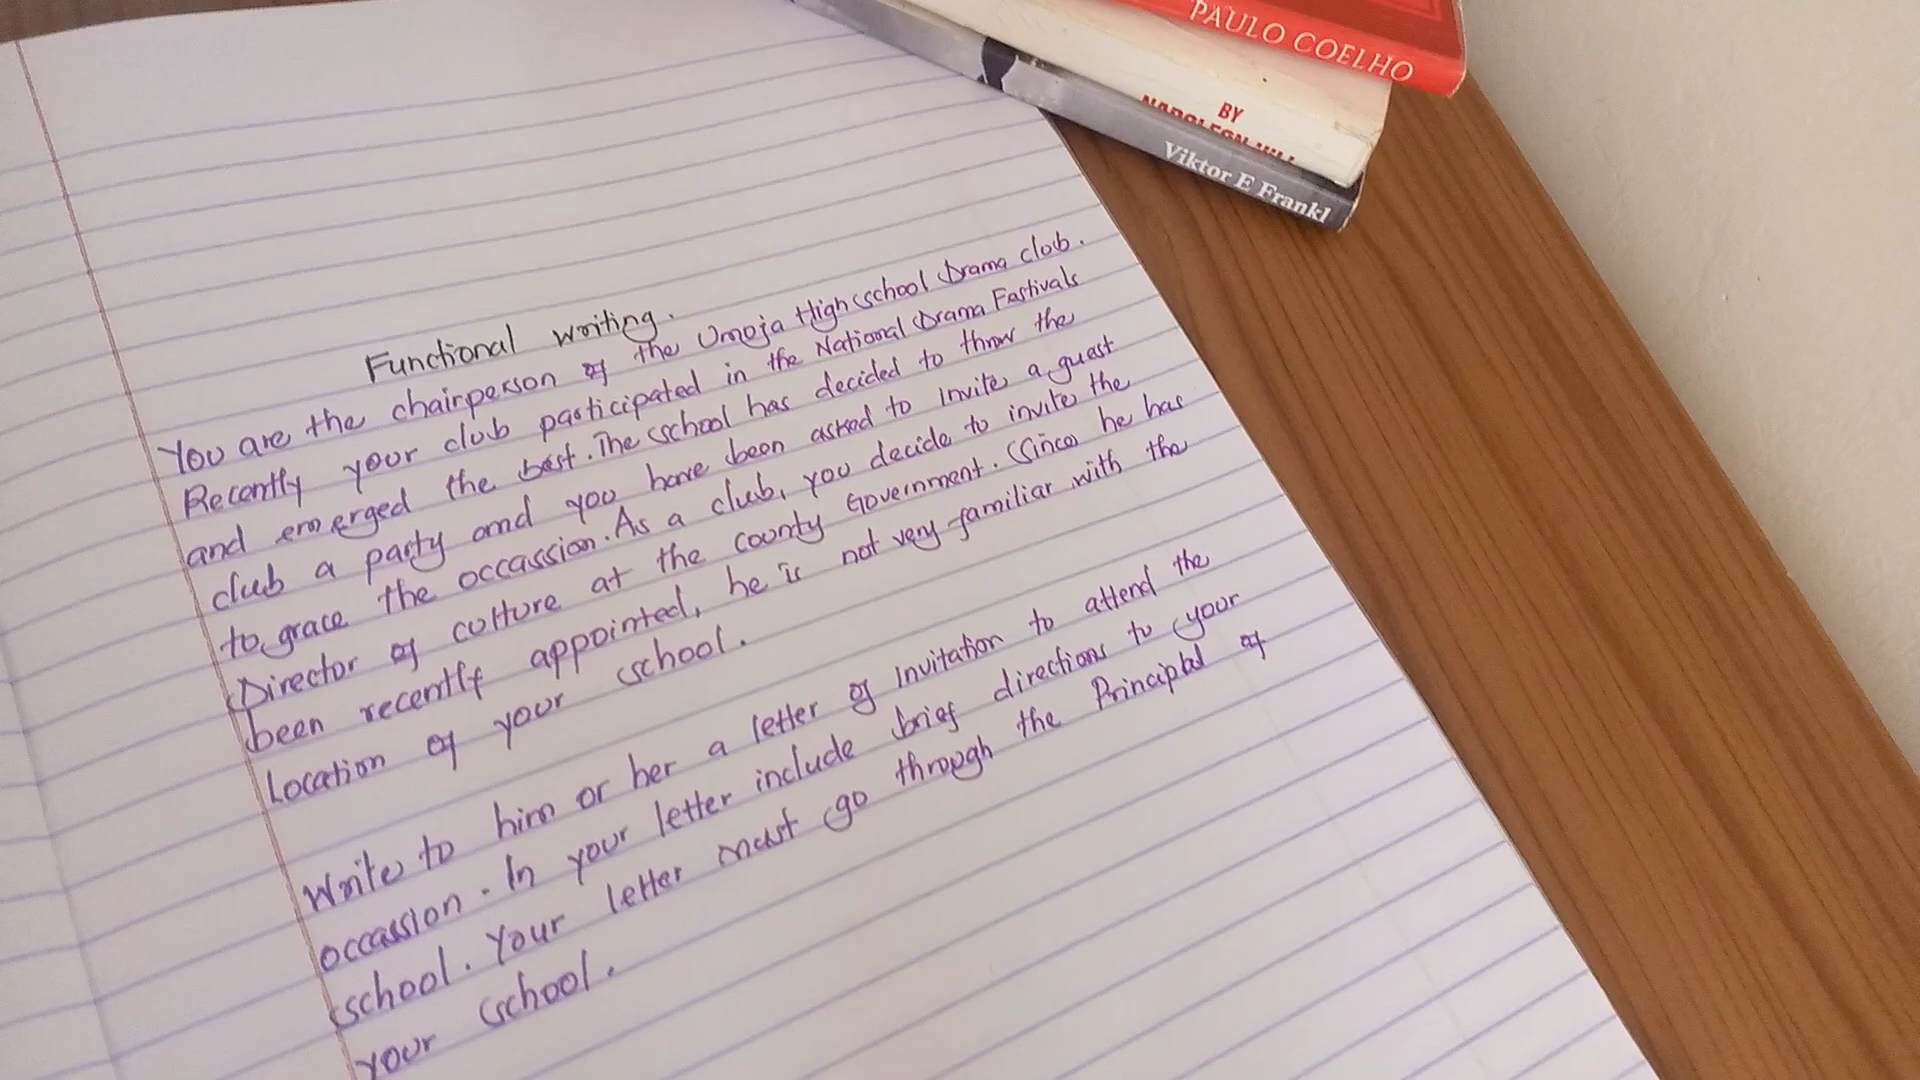 PAULO COELHO
BY
NAPOLEON HILL
Viktor E Frankl
Functional writing.
You are the chairperson of the Umoja High school Drama club.
Recently your club participated in the National Drama Fastivals
and emerged the best. The school has decided to throw the
club a party and you have been asked to invite a guest
to grace the occassion. As a club, you decide to invite the
Director of culture at the county Government. Since he has
been recently appointed, he is not very familiar with the
location of your school.
Write to him or her a letter of invitation to attend the
occassion. In your letter include brief directions to your
school. Your letter must go through the Principal of
your school.